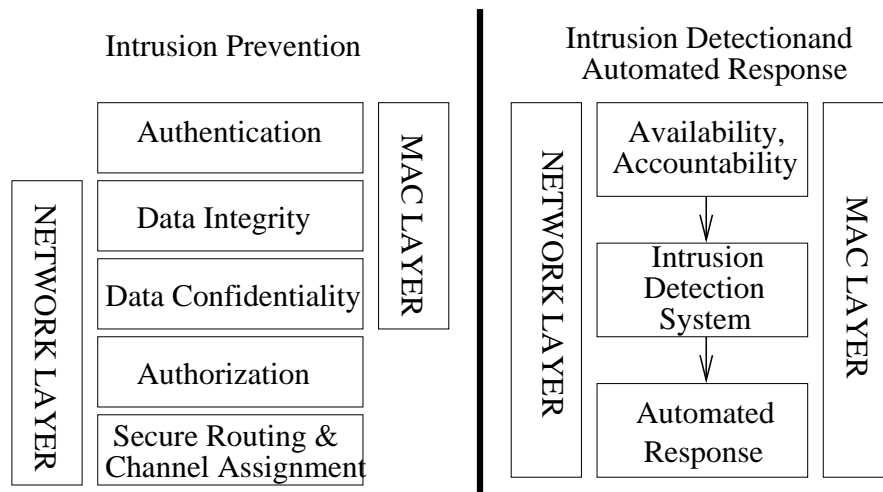 Intrusion Prevention
Authentication
Data Integrity
Data Confidentiality
Authorization
Secure Routing &
Channel Assignment
NETWORK LAYER
MAC LAYER
Intrusion Detectionand
Automated Response
NETWORK LAYER
Availability,
Accountability
Intrusion
Detection
System
Automated
Response
MAC LAYER